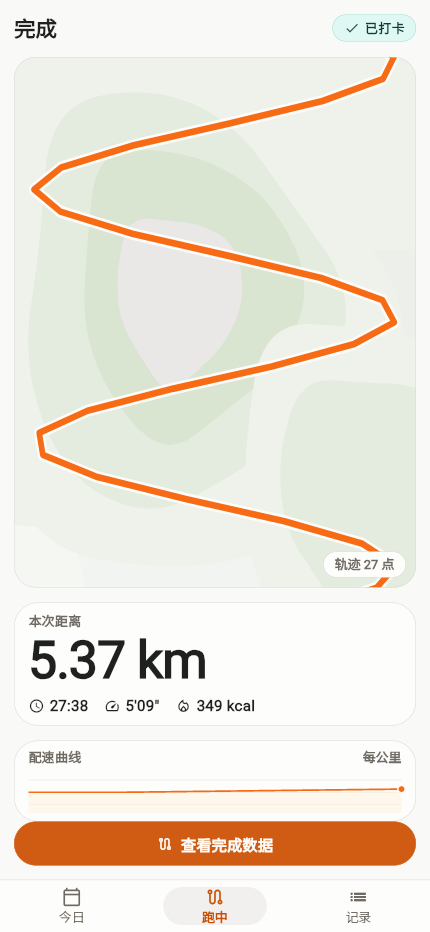 完成
已打卡
轨迹 27 点
本次距离
5.37 km
27:38 5'09" 349 kcal
配速曲线 每公里
查看完成数据
今日 跑中 记录